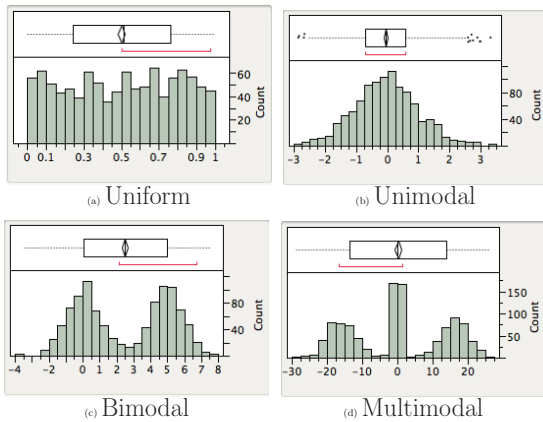 60
40
20
Count
0 0.1 0.3 0.5 0.7 0.9 1
(a) Uniform
80
40
Count
-3 -2 -1 0 1 2 3
(b) Unimodal
80
40
Count
-4 -2 0 1 2 3 4 5 6 7 8
(c) Bimodal
150
100
50
Count
-30 -20 -10 0 10 20
(d) Multimodal